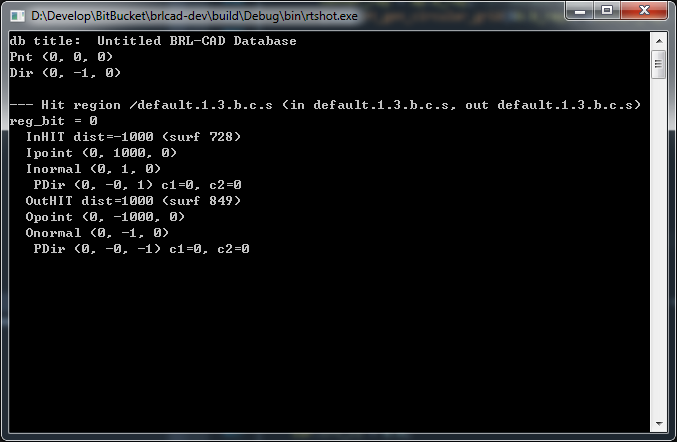 D:\Develop\BitBucket\brlcad-dev\build\Debug\bin\rtshot.exe
db title:  Untitled BRL-CAD Database
Pnt (0, 0, 0)
Dir (0, -1, 0)
--- Hit region /default.1.3.b.c.s (in default.1.3.b.c.s, out default.1.3.b.c.s)
reg_bit = 0
  InHIT dist=-1000 (surf 728)
  Ipoint (0, 1000, 0)
  Inormal (0, 1, 0)
   PDir (0, -0, 1) c1=0, c2=0
  OutHIT dist=1000 (surf 849)
  Opoint (0, -1000, 0)
  Onormal (0, -1, 0)
   PDir (0, -0, -1) c1=0, c2=0